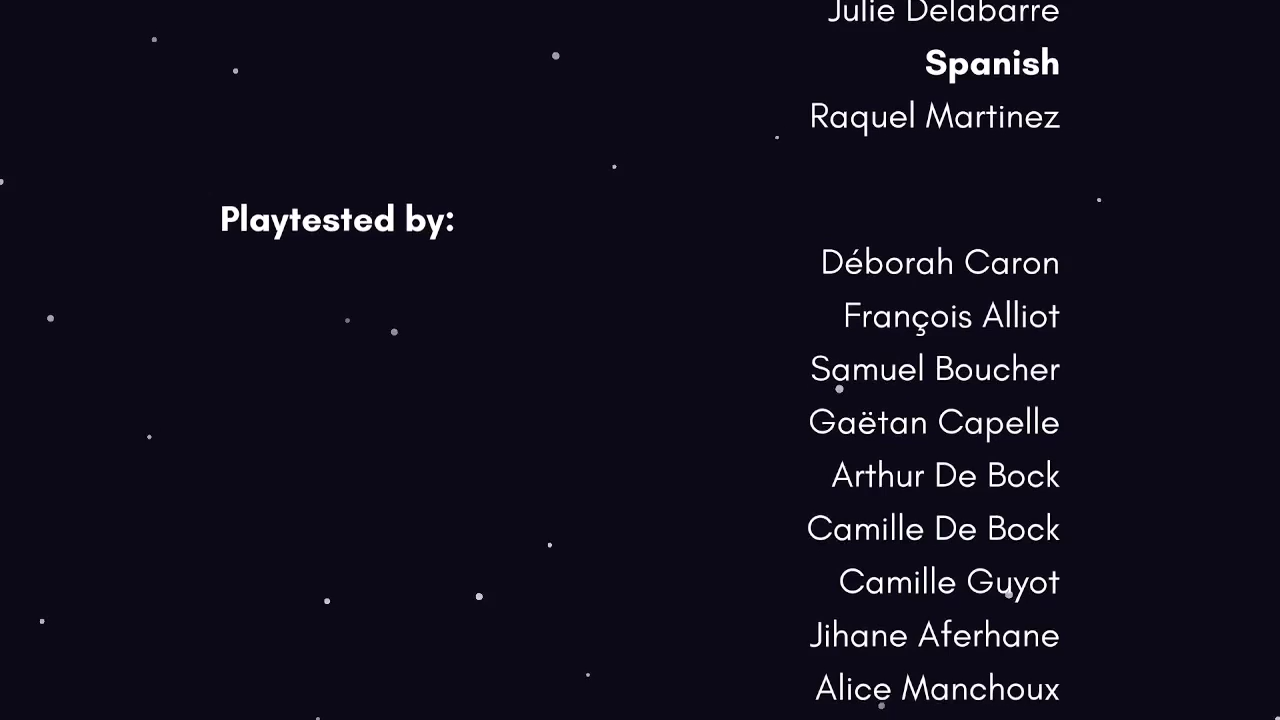 Julie Delabarre
Spanish
Raquel Martinez
Playtested by:
Déborah Caron
François Alliot
Samuel Boucher
Gaëtan Capelle
Arthur De Bock
Camille De Bock
Camille Guyot
Jihane Aferhane
Alice Manchoux